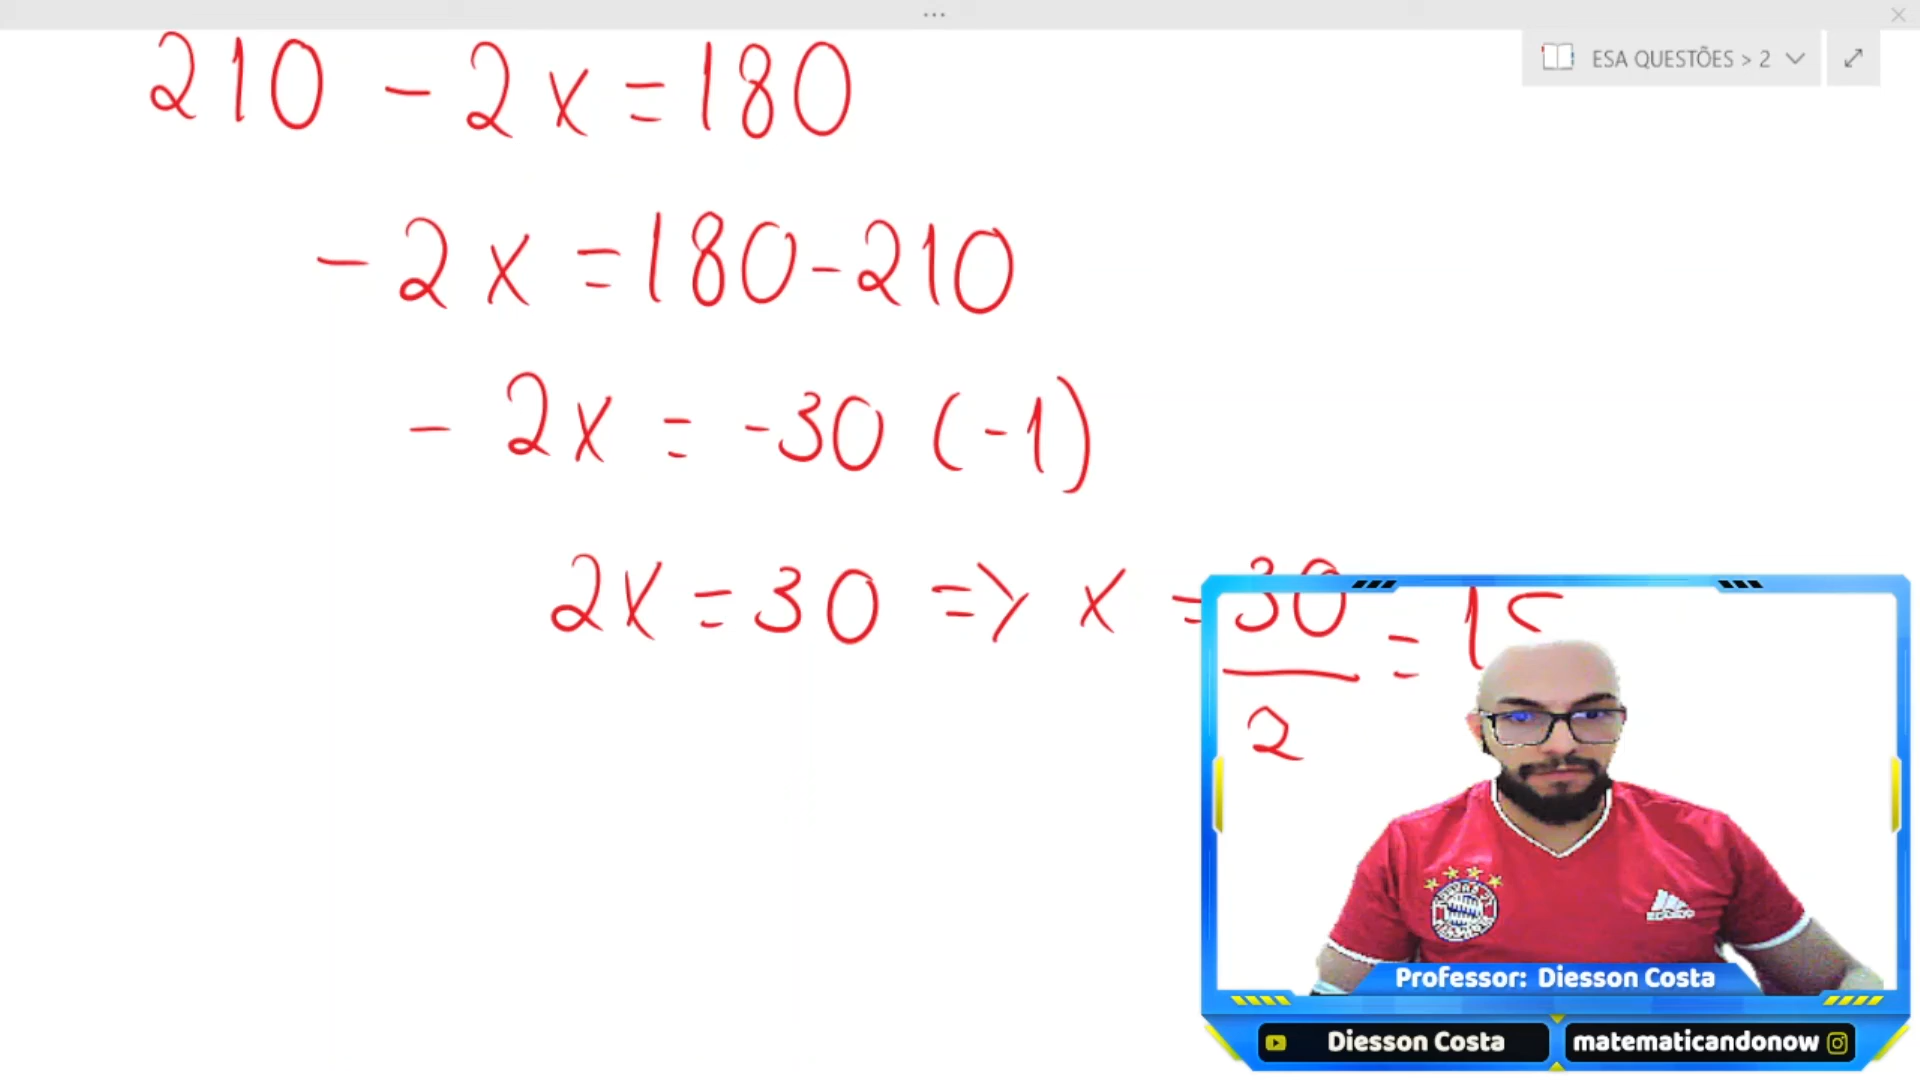 ESA QUESTÕES > 2
210 - 2x = 180
- 2x = 180 - 210
- 2x = -30 (-1)
2x = 30 => x = 30/2 = 15
Professor: Diesson Costa
Diesson Costa
matematicandonow